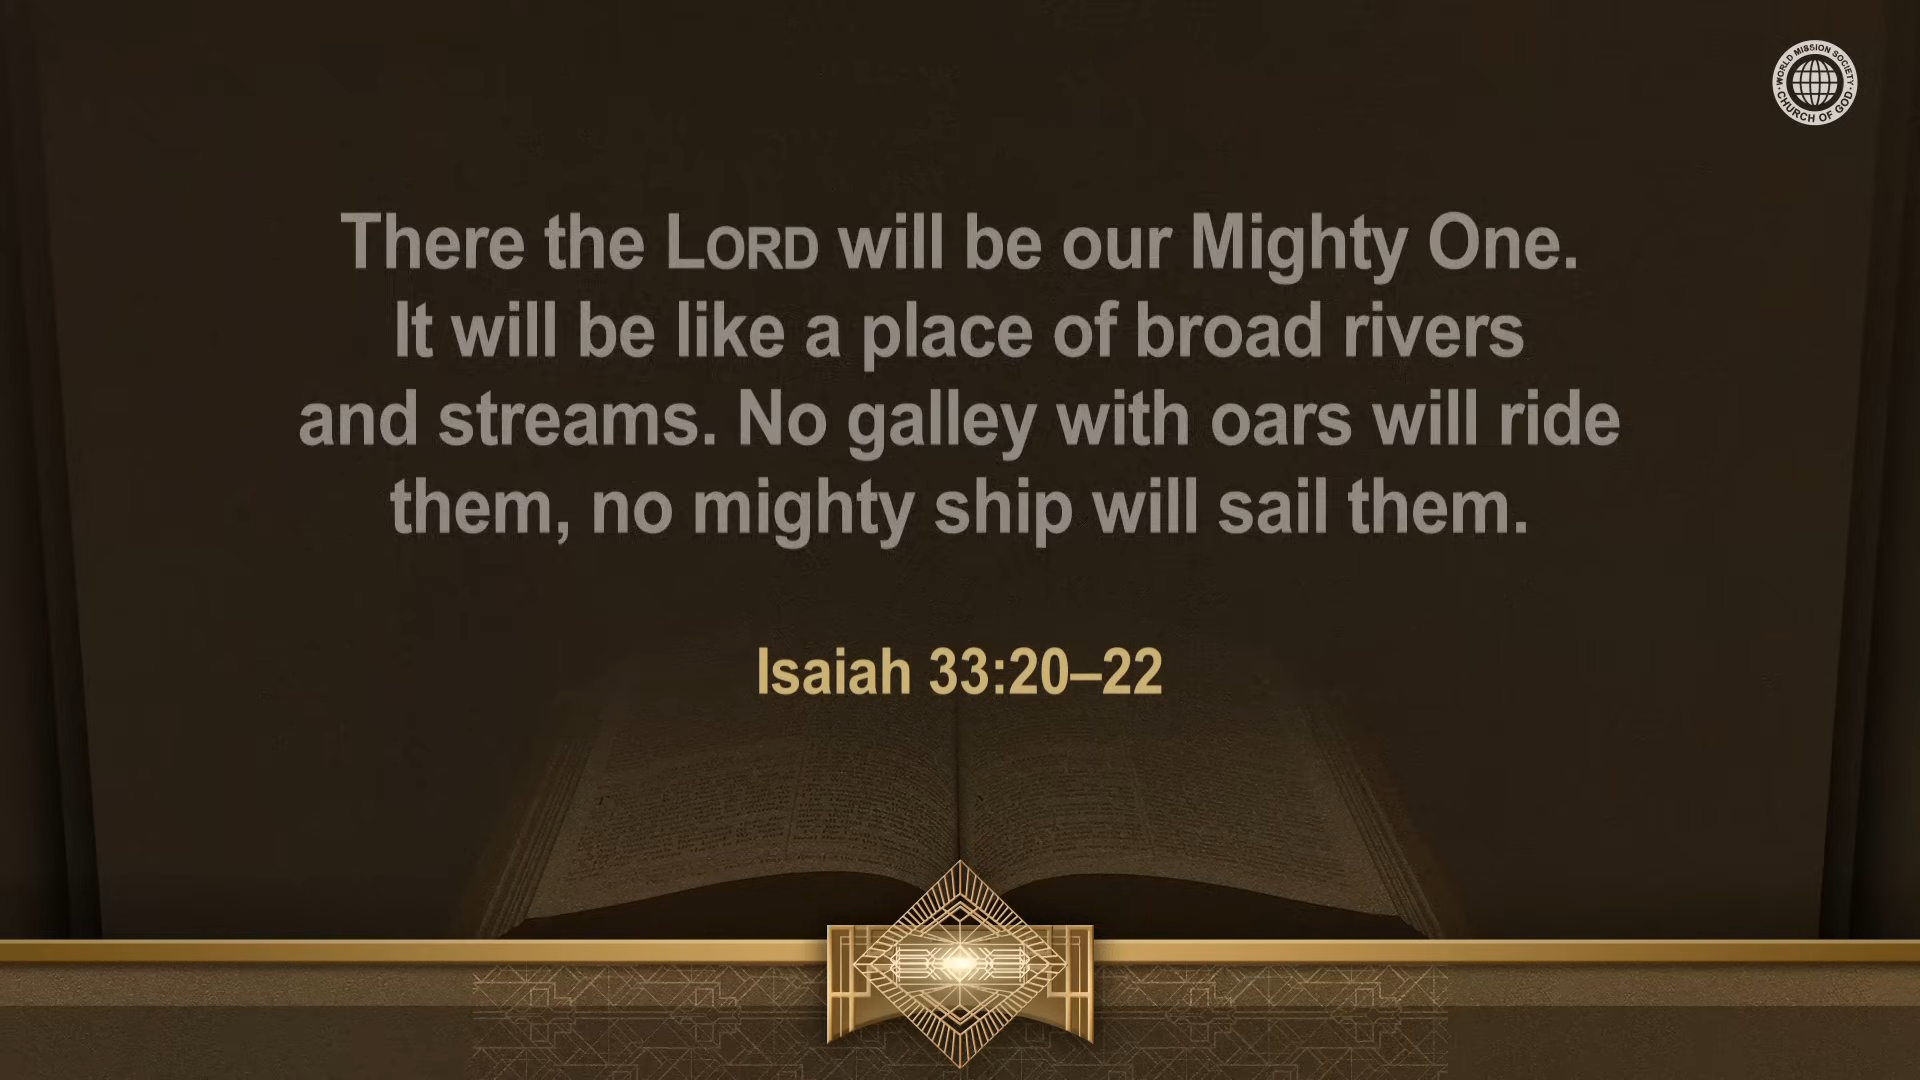 WORLD MISSION SOCIETY
CHURCH OF GOD
There the LORD will be our Mighty One.
It will be like a place of broad rivers
and streams. No galley with oars will ride
them, no mighty ship will sail them.
Isaiah 33:20–22